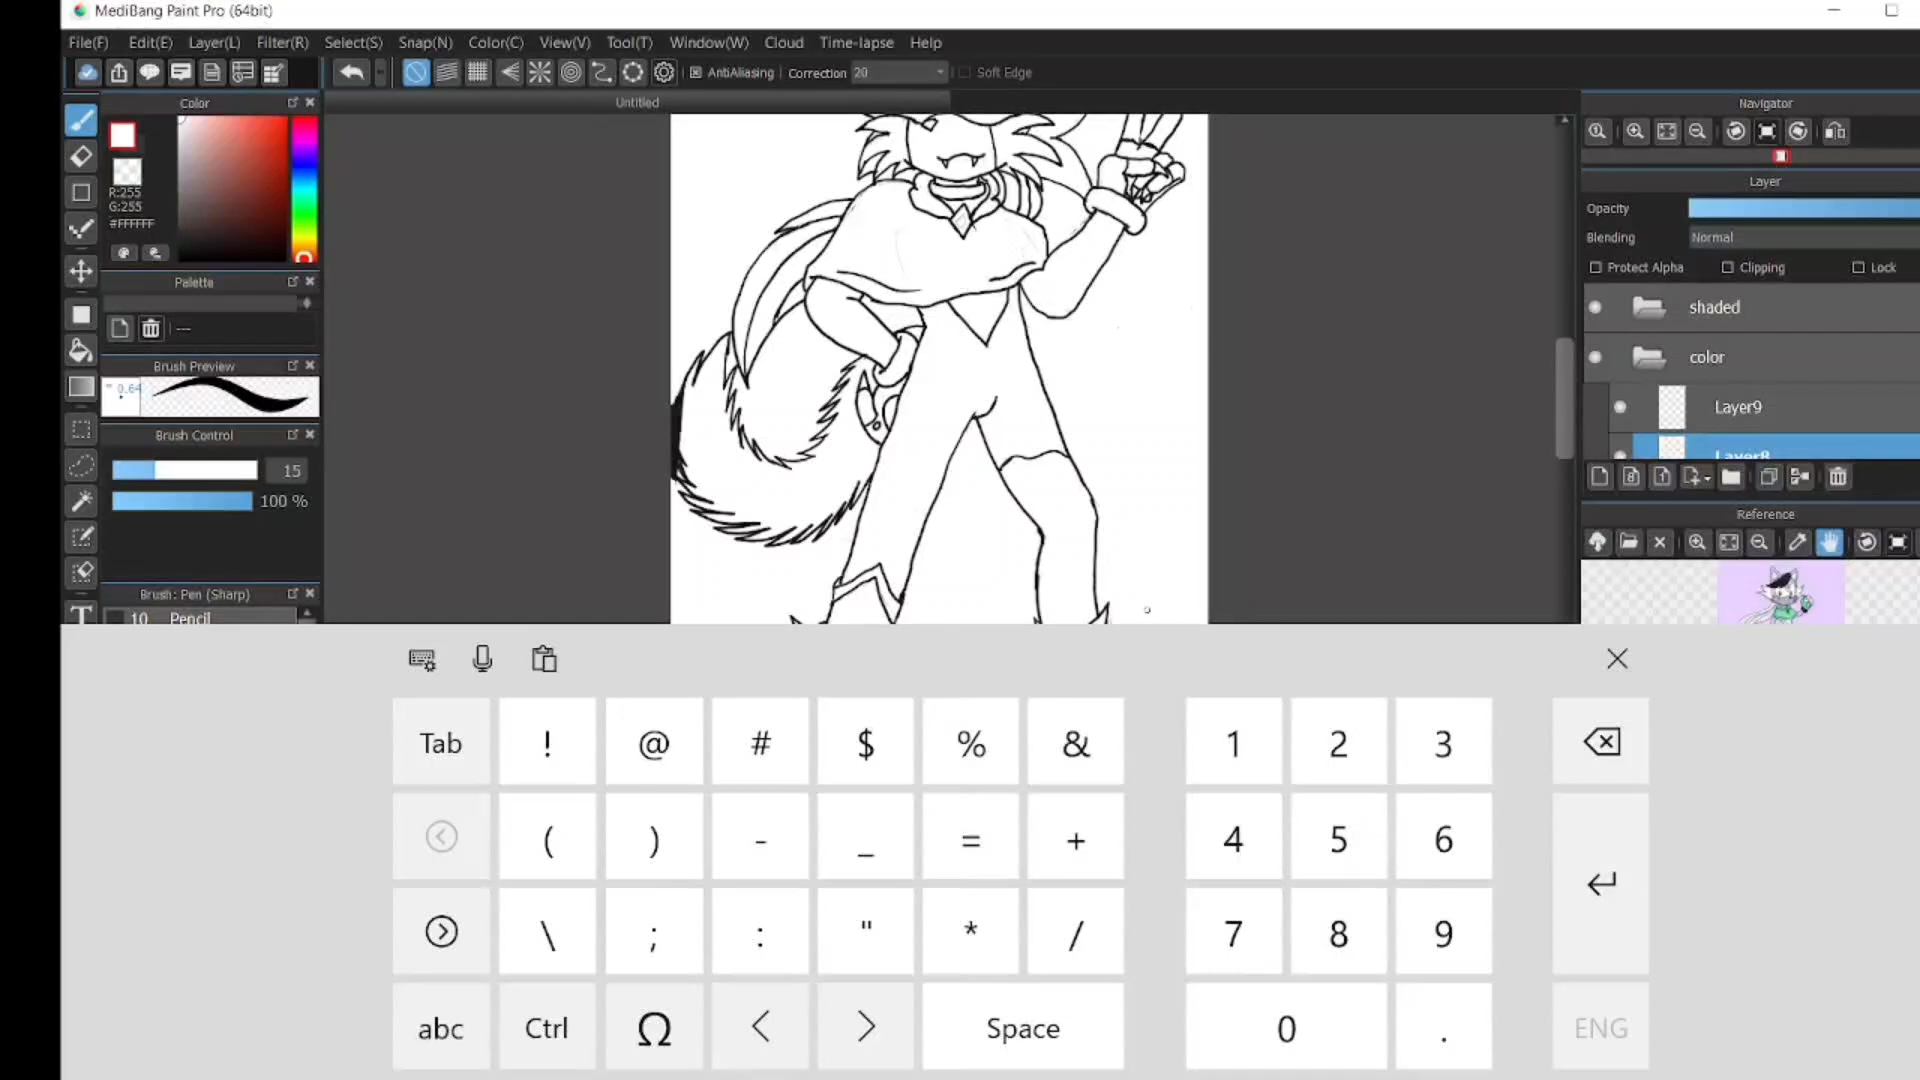 MediBang Paint Pro (64bit)
File(F) Edit(E) Layer(L) Filter(R) Select(S) Snap(N) Color(C) View(V) Tool(T) Window(W) Cloud Time-lapse Help
AntiAliasing Correction 20 Soft Edge
Color
Untitled
Navigator
R:255
G:255
#FFFFFF
Layer
Opacity
Blending Normal
Protect Alpha Clipping Lock
Palette
---
shaded
color
Brush Preview
0.64
Layer9
Brush Control
Layer8
15
100 %
Reference
Brush: Pen (Sharp)
10 Pencil
Tab ! @ # $ % & 1 2 3
( ) - _ = + 4 5 6
\ ; : " * / 7 8 9
abc Ctrl Ω < > Space 0 . ENG